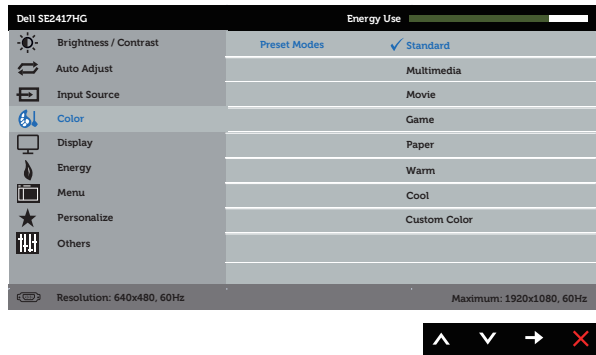 Dell SE2417HG Energy Use
Brightness / Contrast Preset Modes Standard
Auto Adjust Multimedia
Input Source Movie
Color Game
Display Paper
Energy Warm
Menu Cool
Personalize Custom Color
Others
Resolution: 640x480, 60Hz Maximum: 1920x1080, 60Hz